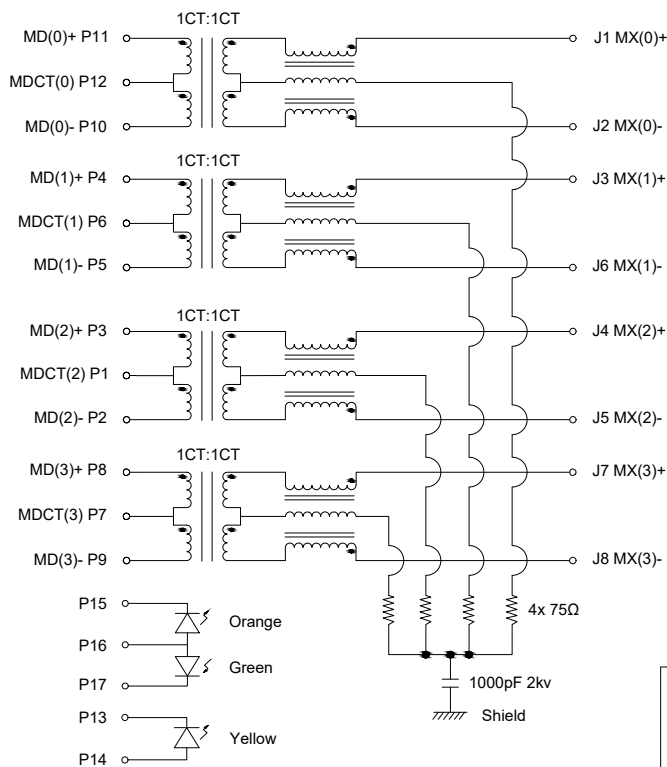 1CT:1CT
MD(0)+ P11
J1 MX(0)+
MDCT(0) P12
MD(0)- P10
J2 MX(0)-
1CT:1CT
MD(1)+ P4
J3 MX(1)+
MDCT(1) P6
MD(1)- P5
J6 MX(1)-
1CT:1CT
MD(2)+ P3
J4 MX(2)+
MDCT(2) P1
MD(2)- P2
J5 MX(2)-
1CT:1CT
MD(3)+ P8
J7 MX(3)+
MDCT(3) P7
MD(3)- P9
J8 MX(3)-
4x 75Ω
P15
Orange
P16
Green
P17
1000pF 2kv
Shield
P13
Yellow
P14